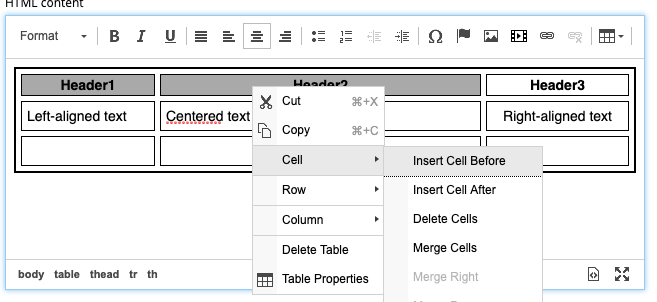 HTML content
Format B I U Ω
Header1 Header2 Header3
Left-aligned text Centered text Right-aligned text
Cut ⌘+X
Copy ⌘+C
Cell
Row
Column
Delete Table
Table Properties
Insert Cell Before
Insert Cell After
Delete Cells
Merge Cells
Merge Right
body table thead tr th